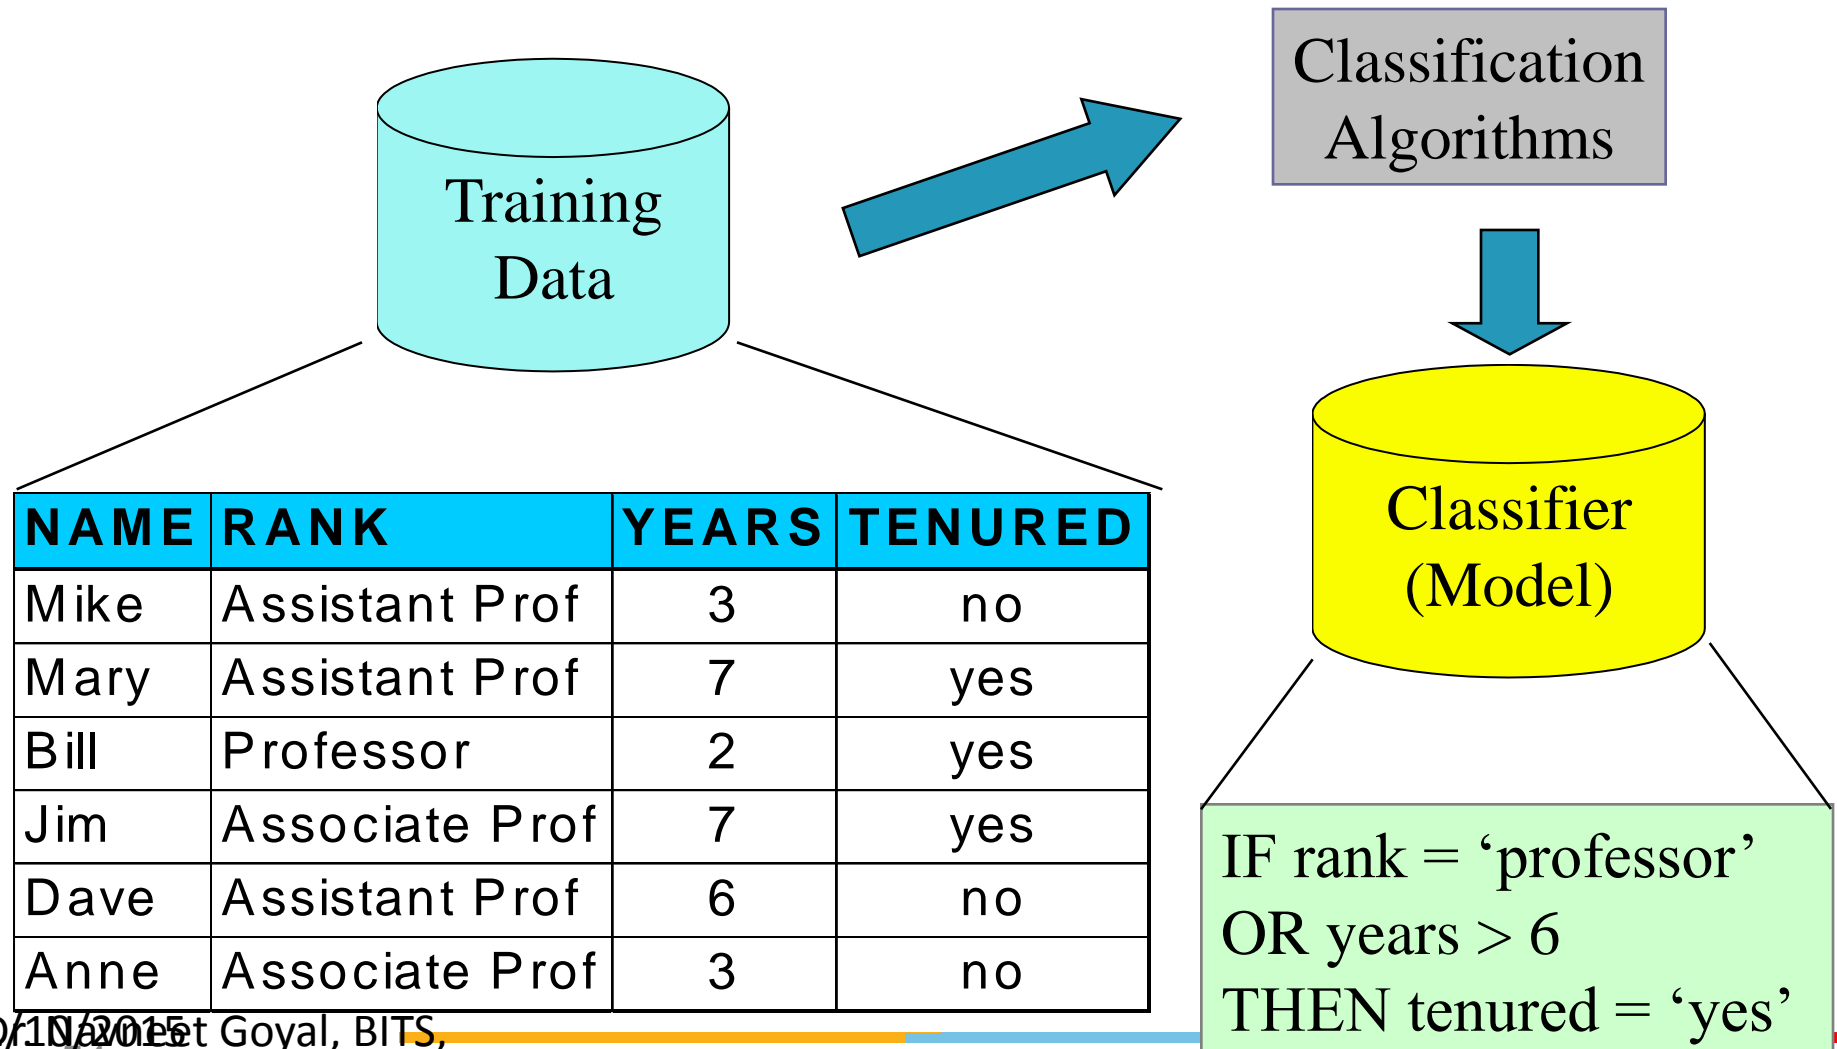 Training
Data
Classification
Algorithms
Classifier
(Model)
NAME RANK YEARS TENURED
Mike Assistant Prof 3 no
Mary Assistant Prof 7 yes
Bill Professor 2 yes
Jim Associate Prof 7 yes
Dave Assistant Prof 6 no
Anne Associate Prof 3 no
IF rank = ‘professor’
OR years > 6
THEN tenured = ‘yes’
Goyal, BITS,